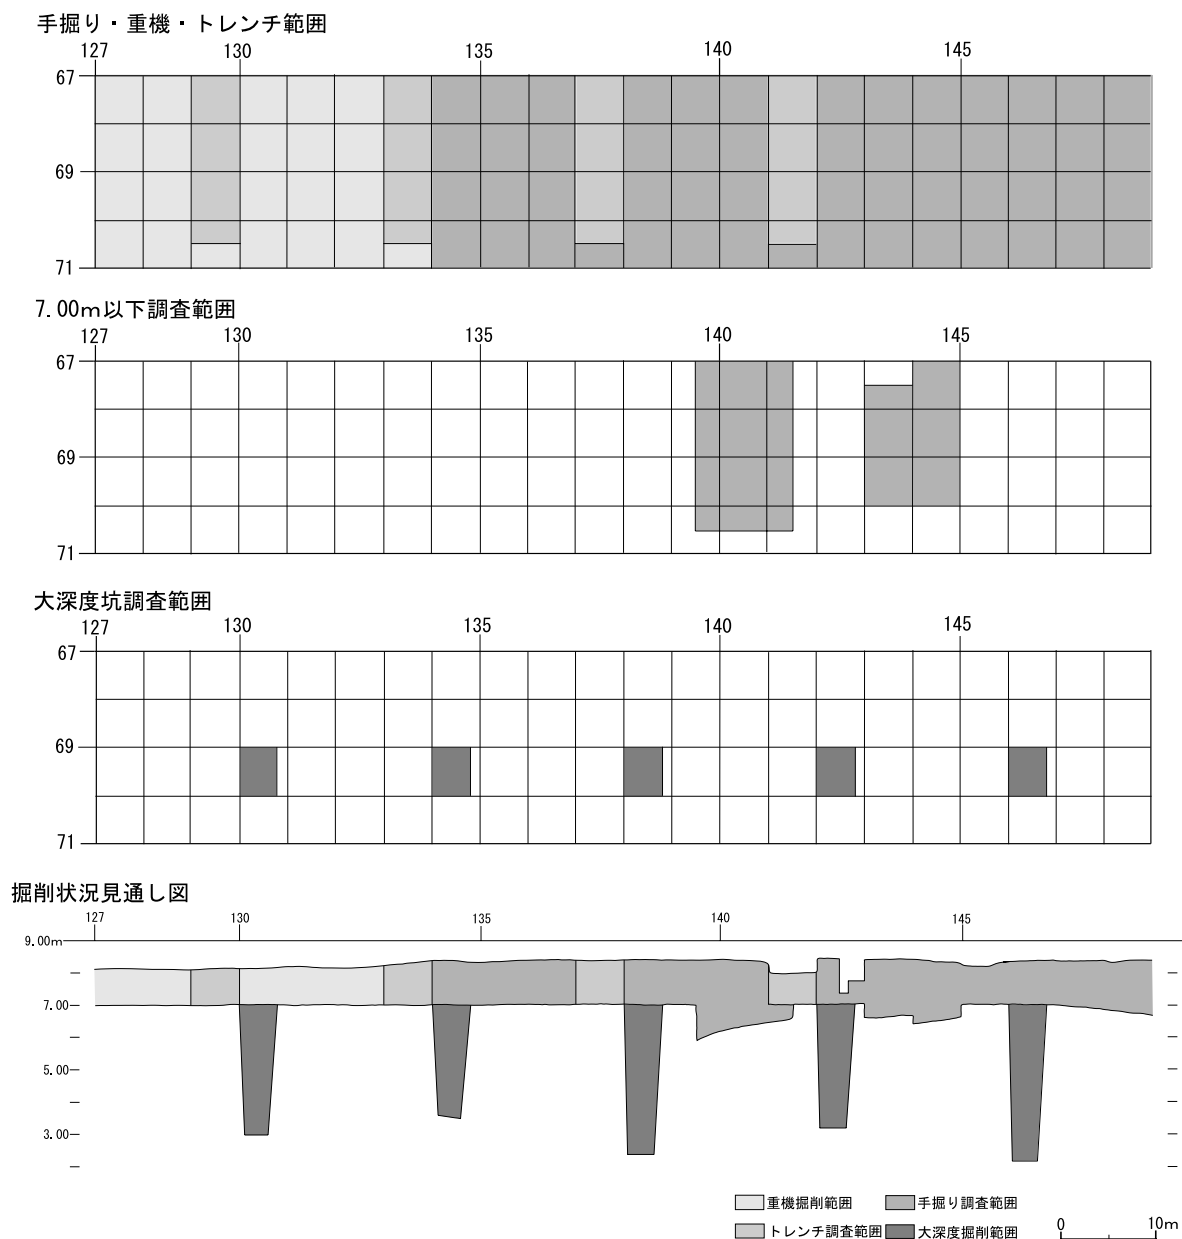 手掘り・重機・トレンチ範囲
127 130 135 140 145
67
69
71
7.00m以下調査範囲
127 130 135 140 145
67
69
71
大深度坑調査範囲
127 130 135 140 145
67
69
71
掘削状況見通し図
127 130 135 140 145
9.00m
7.00
5.00
3.00
重機掘削範囲 手掘り調査範囲
トレンチ調査範囲 大深度掘削範囲
0 10m